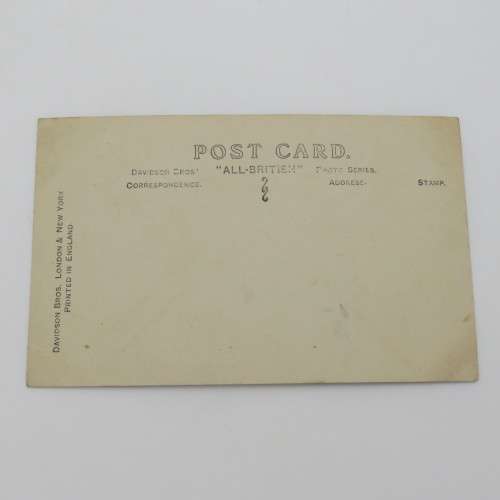 POST CARD.
DAVIDSON BROS' "ALL-BRITISH" PHOTO SERIES.
CORRESPONDENCE. ADDRESS. STAMP.
DAVIDSON BROS. LONDON & NEW YORK
PRINTED IN ENGLAND